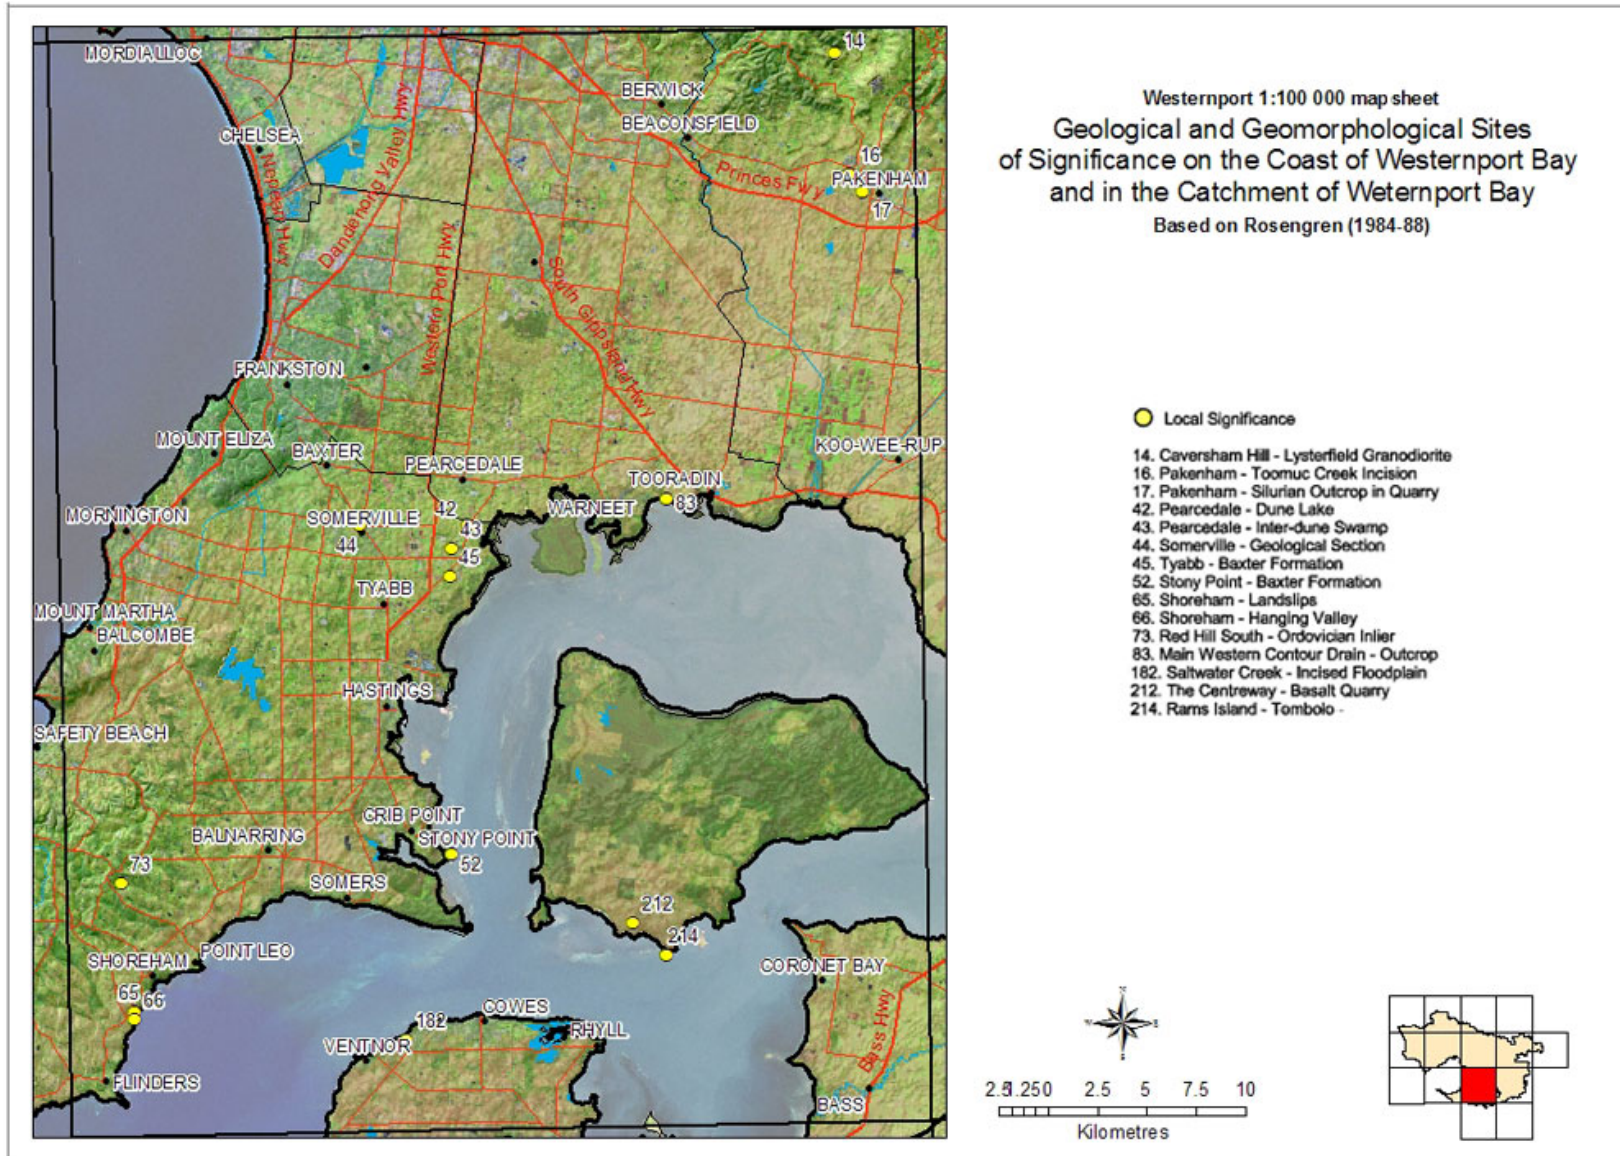 MORDIALLOC
14
BERWICK
BEACONSFIELD
CHELSEA
Nepean Hwy
Dandenong Valley Hwy
16
PAKENHAM
17
Princes Fwy
Western Port Hwy
South Gippsland Hwy
FRANKSTON
MOUNT ELIZA
BAXTER
PEARCEDALE
KOO-WEE-RUP
TOORADIN
83
WARNEET
MORNINGTON
SOMERVILLE
42
43
44
45
TYABB
MOUNT MARTHA
BALCOMBE
HASTINGS
SAFETY BEACH
CRIB POINT
STONY POINT
52
BALNARRING
73
SOMERS
212
214
POINT LEO
SHOREHAM
65
66
CORONET BAY
182
COWES
RHYLL
VENTNOR
FLINDERS
Bass Hwy
BASS
Westernport 1:100 000 map sheet
Geological and Geomorphological Sites
of Significance on the Coast of Westernport Bay
and in the Catchment of Weternport Bay
Based on Rosengren (1984-88)
Local Significance
14. Caversham Hill - Lysterfield Granodiorite
16. Pakenham - Toomuc Creek Incision
17. Pakenham - Silurian Outcrop in Quarry
42. Pearcedale - Dune Lake
43. Pearcedale - Inter-dune Swamp
44. Somerville - Geological Section
45. Tyabb - Baxter Formation
52. Stony Point - Baxter Formation
65. Shoreham - Landslips
66. Shoreham - Hanging Valley
73. Red Hill South - Ordovician Inlier
83. Main Western Contour Drain - Outcrop
182. Saltwater Creek - Incised Floodplain
212. The Centreway - Basalt Quarry
214. Rams Island - Tombolo -
2.5 1.25 0 2.5 5 7.5 10
Kilometres